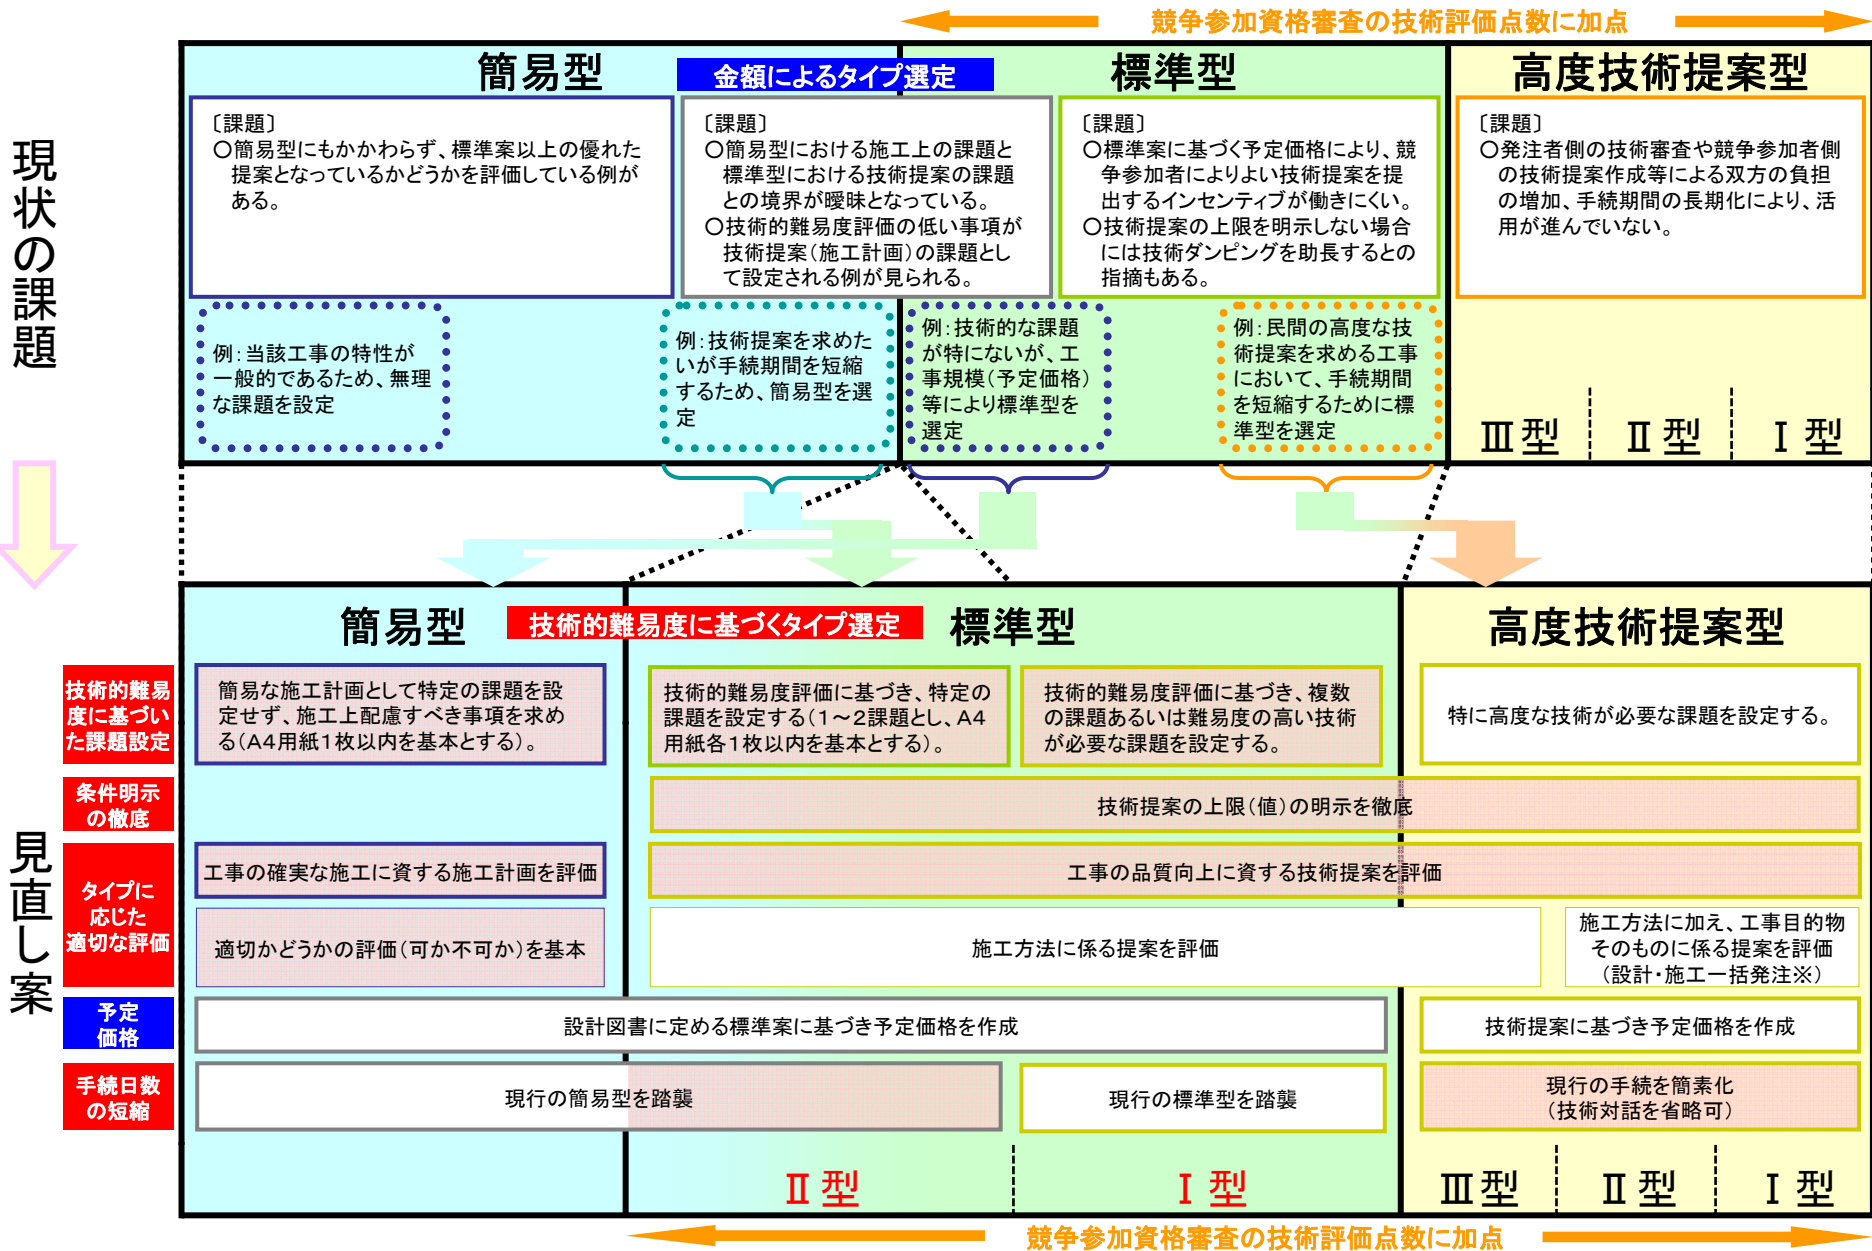 競争参加資格審査の技術評価点数に加点
現状の課題
簡易型
金額によるタイプ選定
標準型
高度技術提案型
〔課題〕
○簡易型にもかかわらず、標準案以上の優れた
提案となっているかどうかを評価している例が
ある。
〔課題〕
○簡易型における施工上の課題と
標準型における技術提案の課題
との境界が曖昧となっている。
○技術的難易度評価の低い事項が
技術提案(施工計画)の課題とし
て設定される例が見られる。
〔課題〕
○標準案に基づく予定価格により、競
争参加者によりよい技術提案を提
出するインセンティブが働きにくい。
○技術提案の上限を明示しない場合
には技術ダンピングを助長するとの
指摘もある。
〔課題〕
○発注者側の技術審査や競争参加者側
の技術提案作成等による双方の負担
の増加、手続期間の長期化により、活
用が進んでいない。
例:当該工事の特性が
一般的であるため、無理
な課題を設定
例:技術提案を求めた
いが手続期間を短縮
するため、簡易型を選
定
例:技術的な課題
が特にないが、工
事規模(予定価格)
等により標準型を
選定
例:民間の高度な技
術提案を求める工事
において、手続期間
を短縮するために標
準型を選定
Ⅲ型
Ⅱ型
Ⅰ型
見直し案
簡易型
技術的難易度に基づくタイプ選定
標準型
高度技術提案型
技術的難易
度に基づい
た課題設定
簡易な施工計画として特定の課題を設
定せず、施工上配慮すべき事項を求め
る(A4用紙1枚以内を基本とする)。
技術的難易度評価に基づき、特定の
課題を設定する(1~2課題とし、A4
用紙各1枚以内を基本とする)。
技術的難易度評価に基づき、複数
の課題あるいは難易度の高い技術
が必要な課題を設定する。
特に高度な技術が必要な課題を設定する。
条件明示
の徹底
技術提案の上限(値)の明示を徹底
タイプに
応じた
適切な評価
工事の確実な施工に資する施工計画を評価
工事の品質向上に資する技術提案を評価
適切かどうかの評価(可か不可か)を基本
施工方法に係る提案を評価
施工方法に加え、工事目的物
そのものに係る提案を評価
(設計・施工一括発注※)
予定
価格
設計図書に定める標準案に基づき予定価格を作成
技術提案に基づき予定価格を作成
手続日数
の短縮
現行の簡易型を踏襲
現行の標準型を踏襲
現行の手続を簡素化
(技術対話を省略可)
Ⅱ型
Ⅰ型
Ⅲ型
Ⅱ型
Ⅰ型
競争参加資格審査の技術評価点数に加点